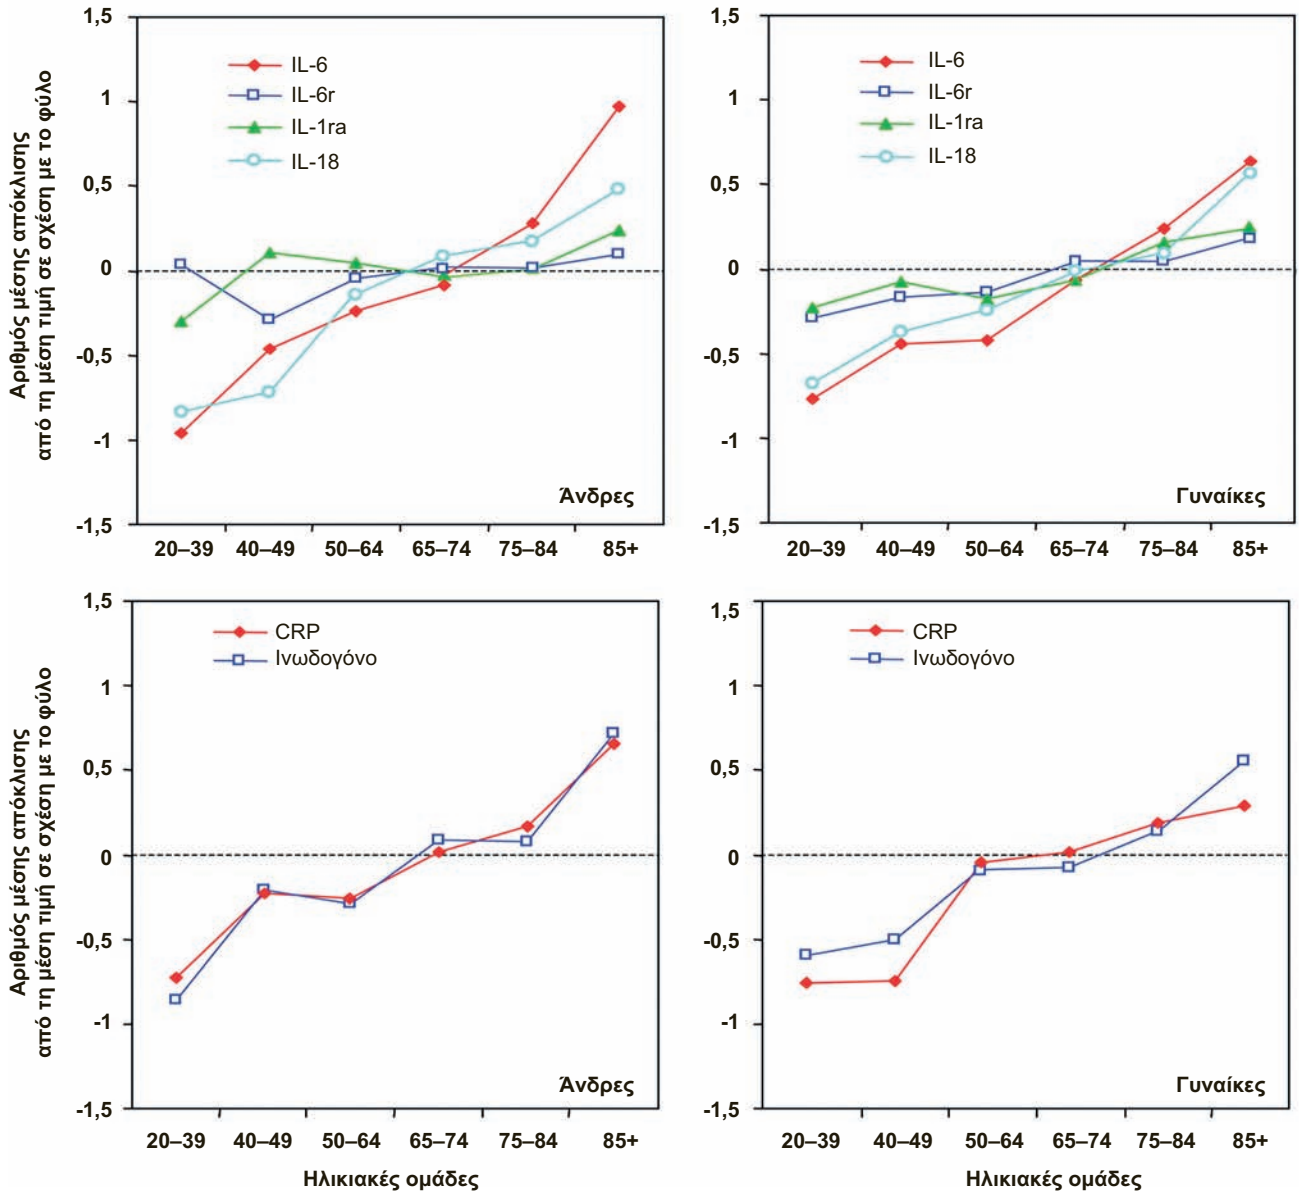 Αριθμός μέσης απόκλισης
από τη μέση τιμή σε σχέση με το φύλο
1,5
1
0,5
0
-0,5
-1
-1,5
IL-6
IL-6r
IL-1ra
IL-18
Άνδρες
20–39 40–49 50–64 65–74 75–84 85+
1,5
1
0,5
0
-0,5
-1
-1,5
IL-6
IL-6r
IL-1ra
IL-18
Γυναίκες
20–39 40–49 50–64 65–74 75–84 85+
Αριθμός μέσης απόκλισης
από τη μέση τιμή σε σχέση με το φύλο
1,5
1
0,5
0
-0,5
-1
-1,5
CRP
Ινωδογόνο
Άνδρες
20–39 40–49 50–64 65–74 75–84 85+
Ηλικιακές ομάδες
1,5
1
0,5
0
-0,5
-1
-1,5
CRP
Ινωδογόνο
Γυναίκες
20–39 40–49 50–64 65–74 75–84 85+
Ηλικιακές ομάδες